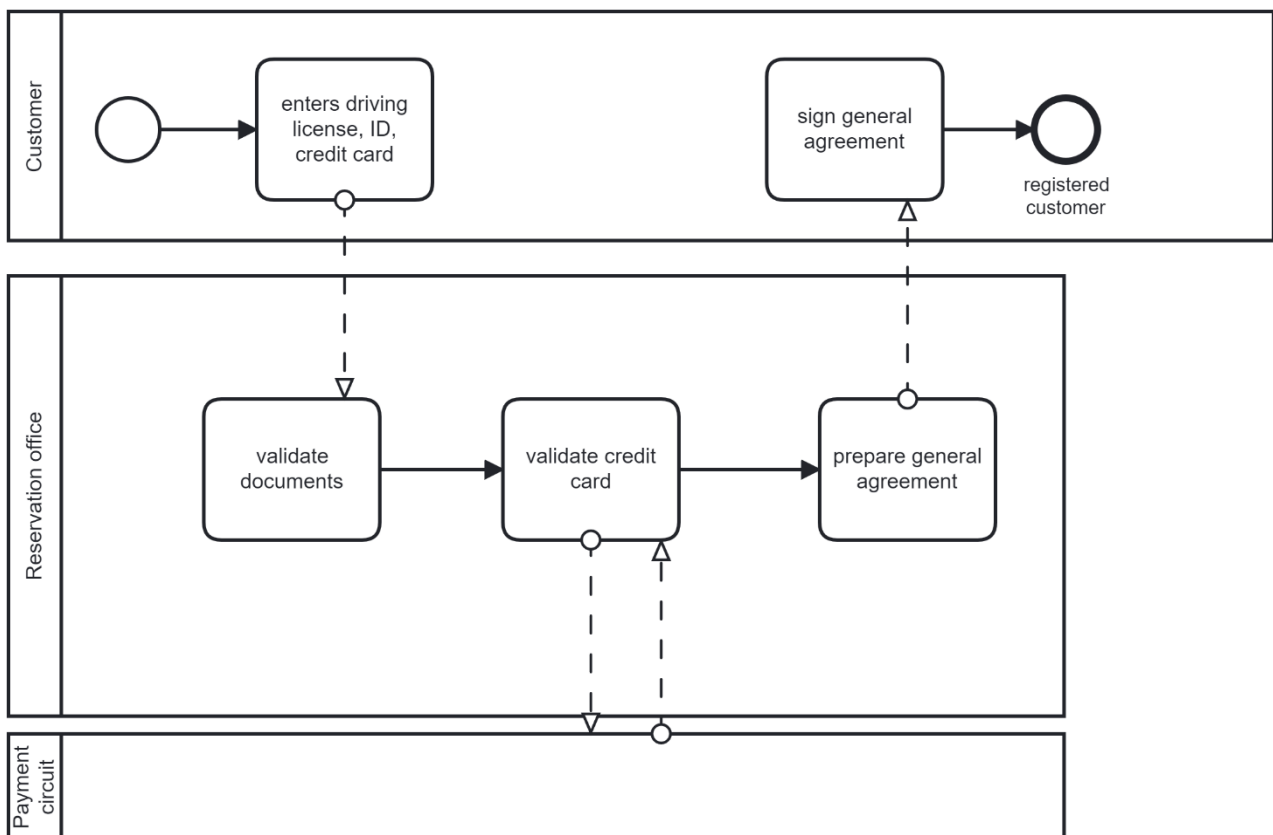 Customer
enters driving
license, ID,
credit card
sign general
agreement
registered
customer
Reservation office
validate
documents
validate credit
card
prepare general
agreement
Payment
circuit